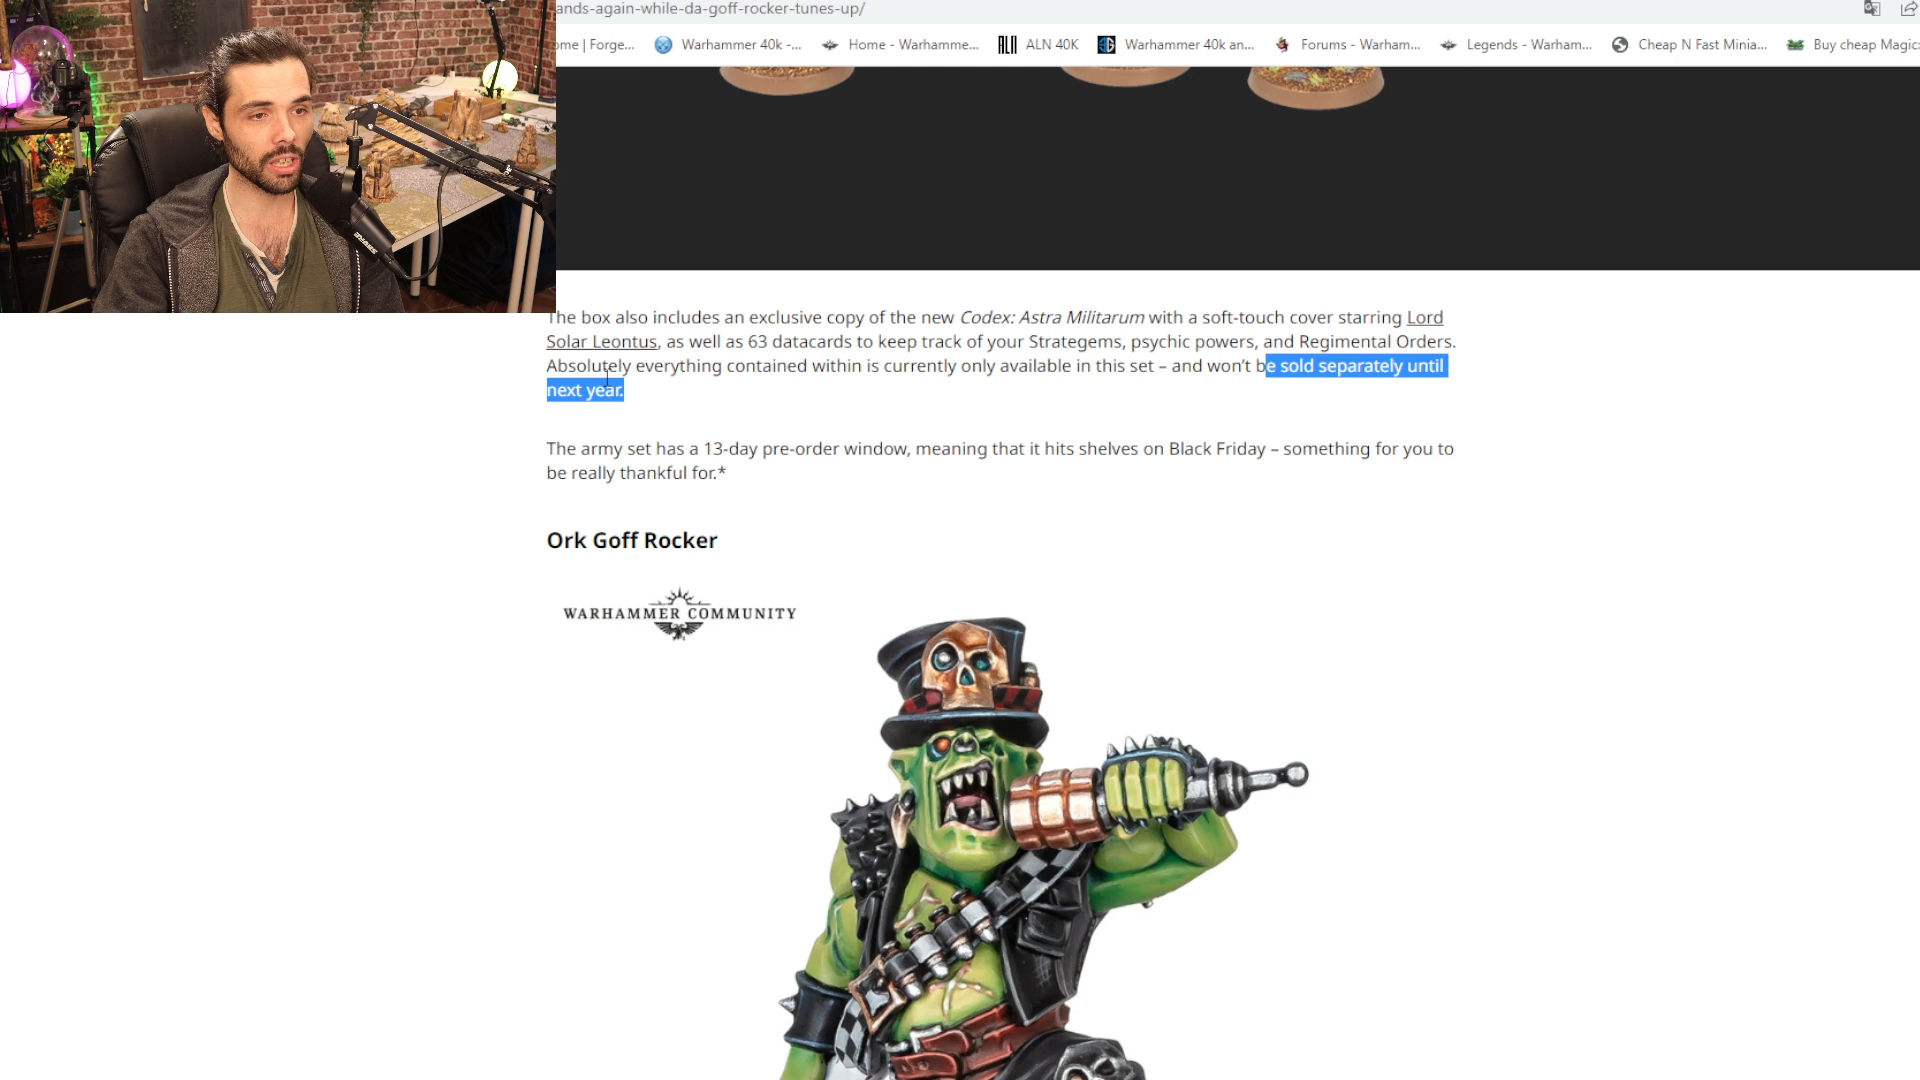 ands-again-while-da-goff-rocker-tunes-up/
ome | Forge... Warhammer 40k -... Home - Warhamme... ALN ALN 40K Warhammer 40k an... Forums - Warham... Legends - Warham... Cheap N Fast Minia... Buy cheap Magic:
The box also includes an exclusive copy of the new Codex: Astra Militarum with a soft-touch cover starring Lord
Solar Leontus, as well as 63 datacards to keep track of your Strategems, psychic powers, and Regimental Orders.
Absolutely everything contained within is currently only available in this set – and won't be sold separately until
next year.
The army set has a 13-day pre-order window, meaning that it hits shelves on Black Friday – something for you to
be really thankful for.*
Ork Goff Rocker
WARHAMMER COMMUNITY